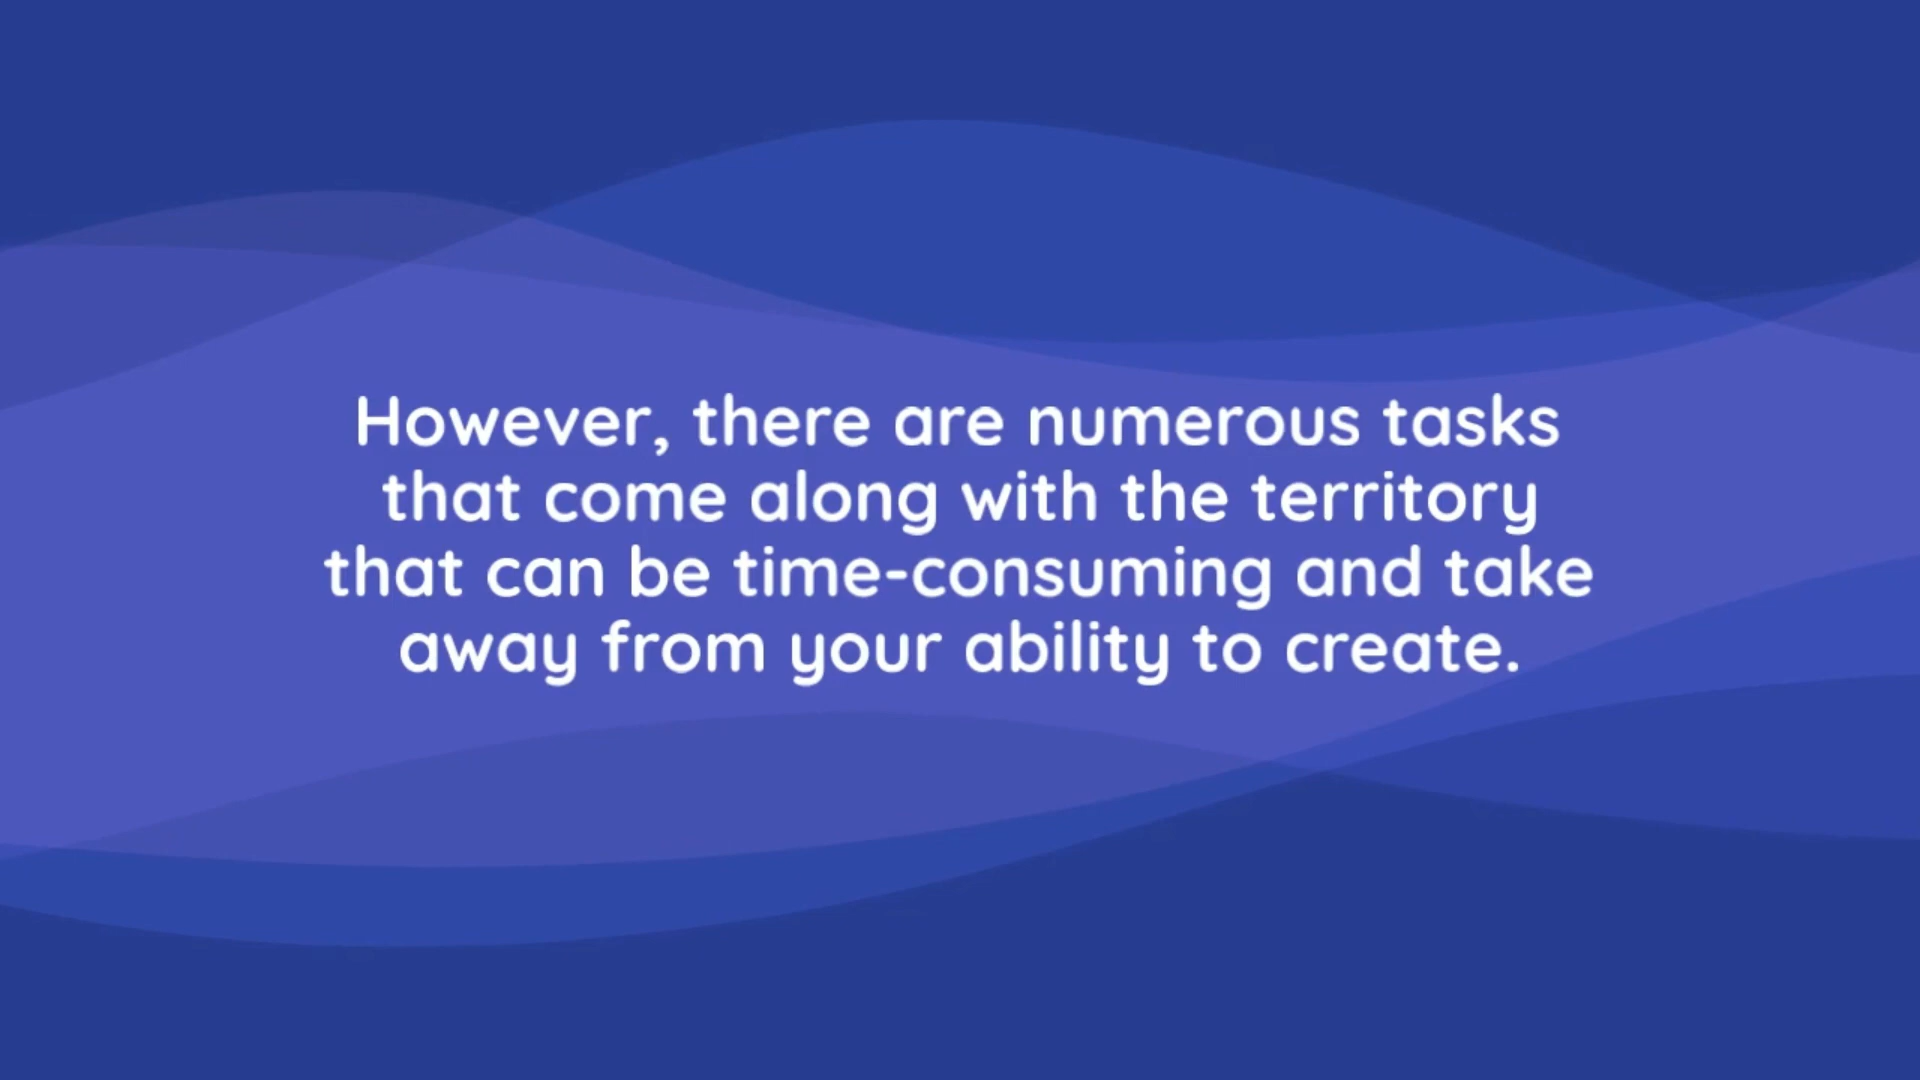 However, there are numerous tasks
that come along with the territory
that can be time-consuming and take
away from your ability to create.